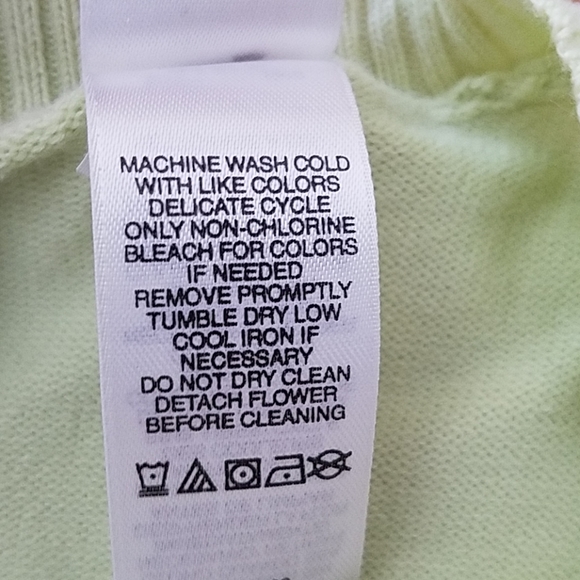 MACHINE WASH COLD
WITH LIKE COLORS
DELICATE CYCLE
ONLY NON-CHLORINE
BLEACH FOR COLORS
IF NEEDED
REMOVE PROMPTLY
TUMBLE DRY LOW
COOL IRON IF
NECESSARY
DO NOT DRY CLEAN
DETACH FLOWER
BEFORE CLEANING